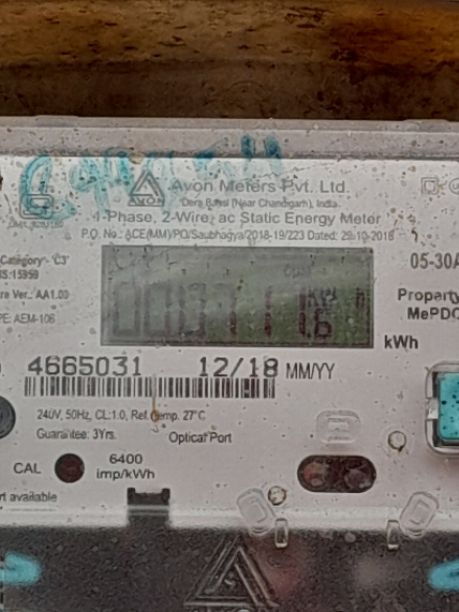 AVON
Avon Meters Pvt. Ltd.
Dera Bassi (Near Chandigarh), India
1-Phase, 2-Wire, ac Static Energy Meter
P.O. No.: ACE(MM)/PO/Saubhagya/2018-19/223 Dated: 29-10-2018
Category- 'C3'
05-30A
IS:15959
re Ver.: AA1.00
Property
PE: AEM-106
MePDC
kWh
4665031 12/18 MM/YY
240V, 50Hz, CL:1.0, Ref. temp. 27°C
Guarantee: 3Yrs.
Optical Port
CAL
6400
imp/kWh
rt available